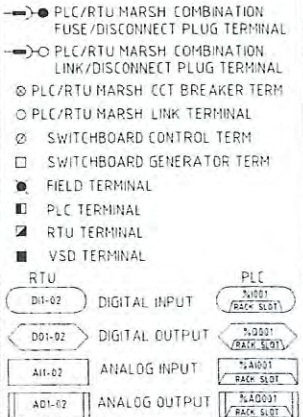 PLC/RTU MARSH COMBINATION
FUSE/DISCONNECT PLUG TERMINAL
PLC/RTU MARSH COMBINATION
LINK/DISCONNECT PLUG TERMINAL
PLC/RTU MARSH CCT BREAKER TERM
PLC/RTU MARSH LINK TERMINAL
SWITCHBOARD CONTROL TERM
SWITCHBOARD GENERATOR TERM
FIELD TERMINAL
PLC TERMINAL
RTU TERMINAL
VSD TERMINAL
RTU PLC
DI1-02 DIGITAL INPUT %I001
RACK SLOT
DO1-02 DIGITAL OUTPUT %Q001
RACK SLOT
AI1-02 ANALOG INPUT %AI001
RACK SLOT
AO1-02 ANALOG OUTPUT %AQ001
RACK SLOT